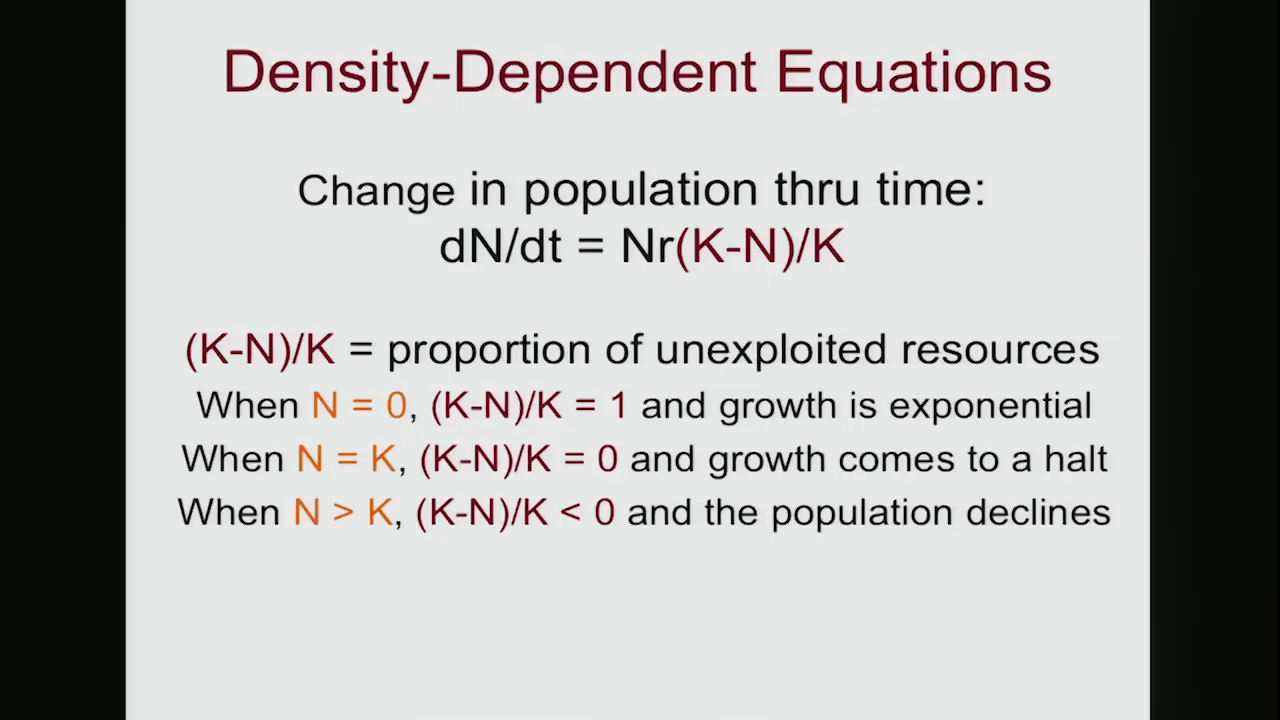 Density-Dependent Equations
Change in population thru time:
dN/dt = Nr(K-N)/K
(K-N)/K = proportion of unexploited resources
When N = 0, (K-N)/K = 1 and growth is exponential
When N = K, (K-N)/K = 0 and growth comes to a halt
When N > K, (K-N)/K < 0 and the population declines